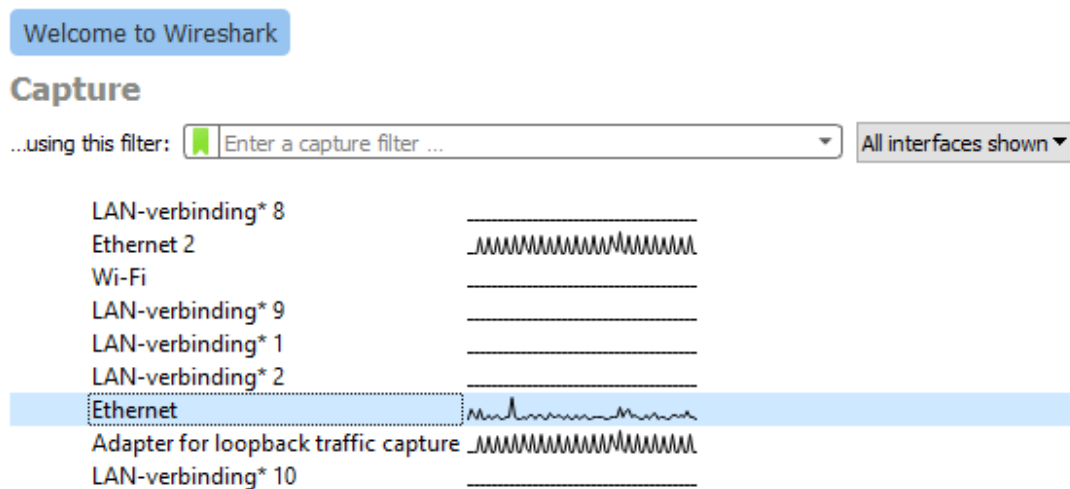 Welcome to Wireshark
Capture
...using this filter: Enter a capture filter ... All interfaces shown
LAN-verbinding* 8
Ethernet 2
Wi-Fi
LAN-verbinding* 9
LAN-verbinding* 1
LAN-verbinding* 2
Ethernet
Adapter for loopback traffic capture
LAN-verbinding* 10